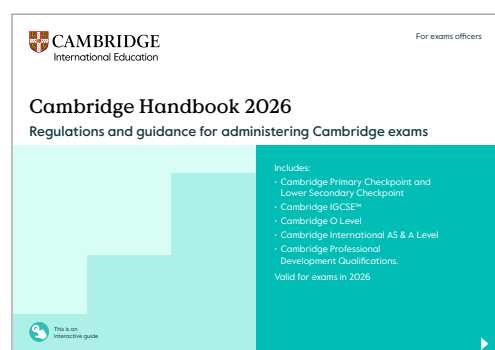 CAMBRIDGE
International Education
For exams officers
Cambridge Handbook 2026
Regulations and guidance for administering Cambridge exams
Includes:
· Cambridge Primary Checkpoint and
Lower Secondary Checkpoint
· Cambridge IGCSE™
· Cambridge O Level
· Cambridge International AS & A Level
· Cambridge Professional
Development Qualifications.
Valid for exams in 2026
This is an
interactive guide